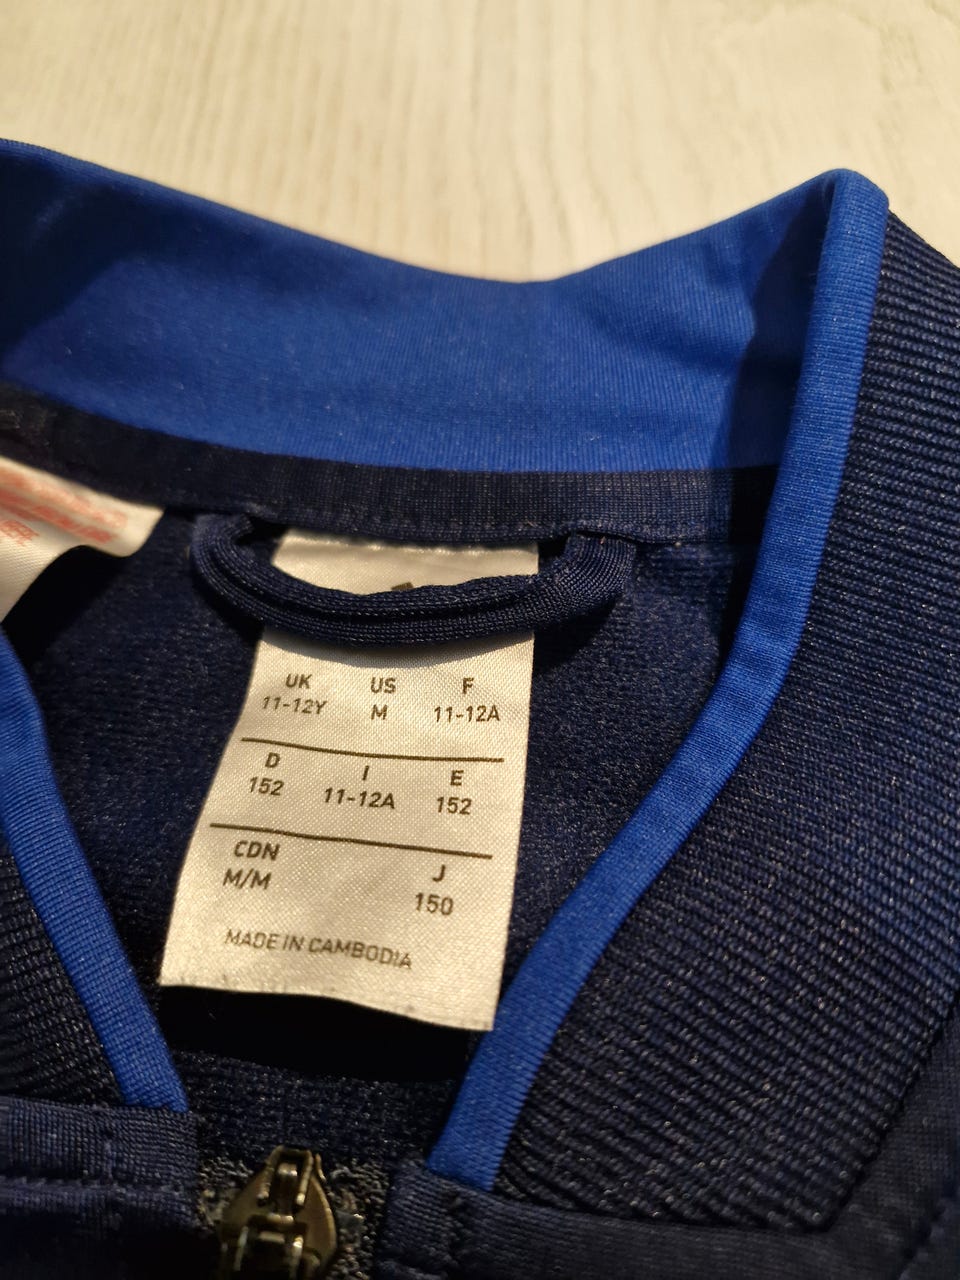 UK US F
11-12Y M 11-12A
D I E
152 11-12A 152
CDN J
M/M 150
MADE IN CAMBODIA